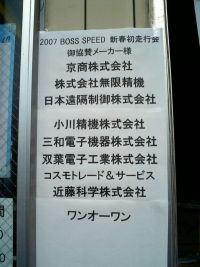 2007 BOSS SPEED 新春初走行会
御協賛メーカー様
京商株式会社
株式会社無限精機
日本遠隔制御株式会社
小川精機株式会社
三和電子機器株式会社
双葉電子工業株式会社
コスモトレード＆サービス
近藤科学株式会社
ワンオーワン